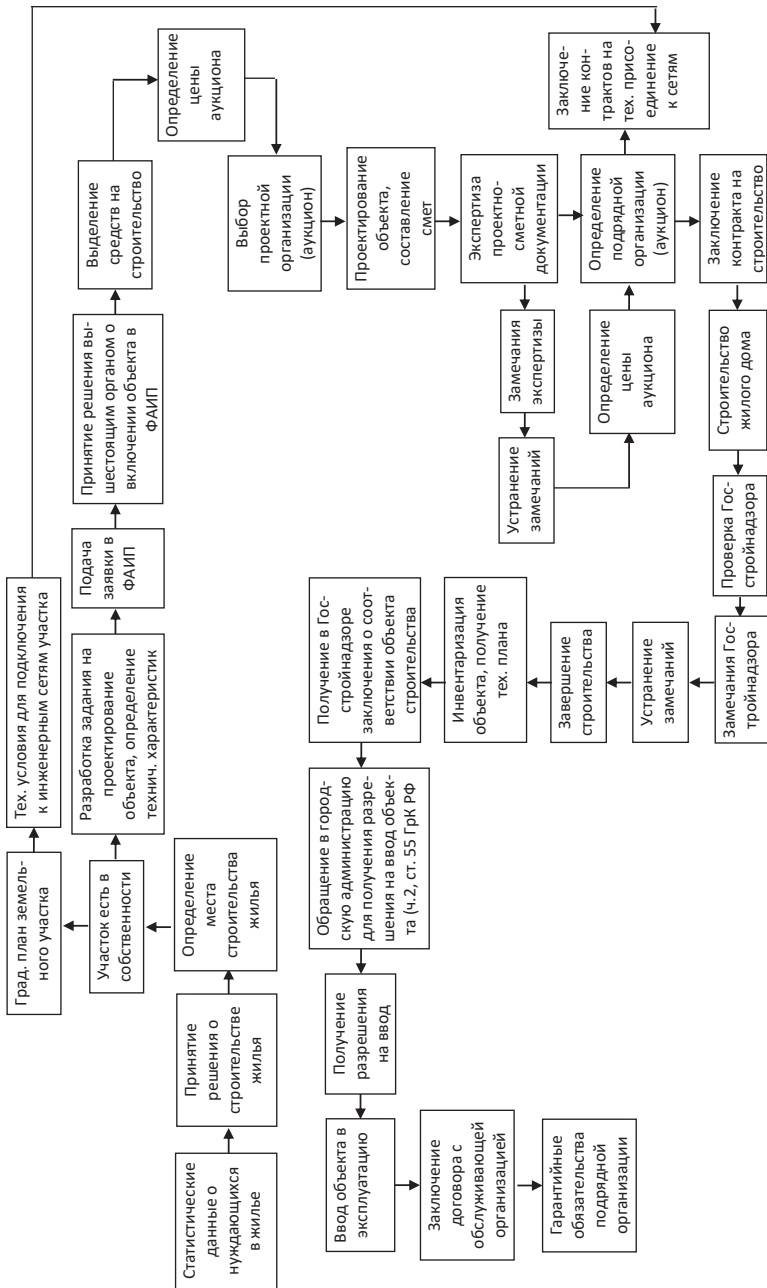 Статистические
данные о
нуждающихся
в жилье
Принятие
решения о
строительстве
жилья
Определение
места
строительства
жилья
Участок есть в
собственности
Град. план земель-
ного участка
Тех. условия для подключения
к инженерным сетям участка
Разработка задания на
проектирование
объекта, определение
технич. характеристик
Подача
заявки в
ФАИП
Принятие решения вы-
шестоящим органом о
включении объекта в
ФАИП
Выделение
средств на
строительство
Определение
цены
аукциона
Выбор
проектной
организации
(аукцион)
Проектирование
объекта,
составление
смет
Экспертиза
проектно-
сметной
документации
Замечания
экспертизы
Устранение
замечаний
Определение
цены
аукциона
Определение
подрядной
организации
(аукцион)
Заключе-
ние кон-
трактов на
тех. присо-
единение
к сетям
Заключение
контракта на
строительство
Строительство
жилого дома
Проверка Гос-
стройнадзора
Замечания Гос-
тройнадзора
Устранение
замечаний
Завершение
строительства
Инвентаризация
объекта, получение
тех. плана
Получение в Гос-
стройнадзоре
заключения о соот-
ветствии объекта
строительства
Обращение в город-
скую администрацию
для получения разре-
шения на ввод объек-
та (ч.2, ст. 55 ГрК РФ
Получение
разрешения
на ввод
Ввод объекта в
эксплуатацию
Заключение
договора с
обслуживающей
организацией
Гарантийные
обязательства
подрядной
организации